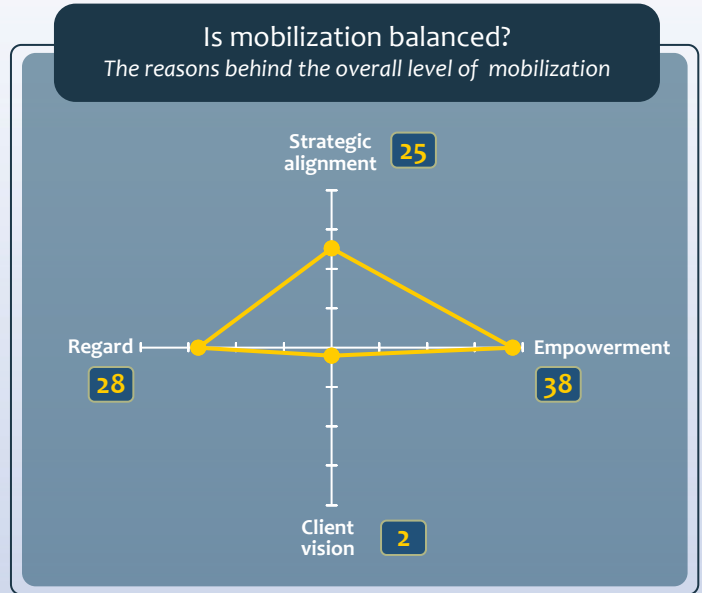 Is mobilization balanced?
The reasons behind the overall level of mobilization
Strategic
alignment
25
Regard
28
Empowerment
38
Client
vision
2